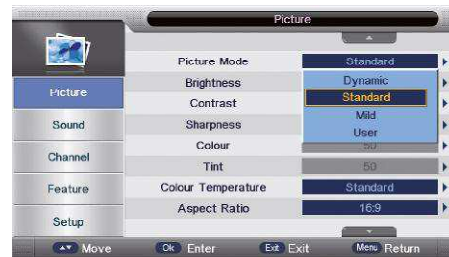 Picture
Picture Mode Standard
Brightness Dynamic
Picture Standard
Contrast
Mild
Sound Sharpness
User
Colour 50
Channel
Tint 50
Feature Colour Temperature Standard
Aspect Ratio 16:9
Setup
Move Ok Enter Exit Exit Menu Return